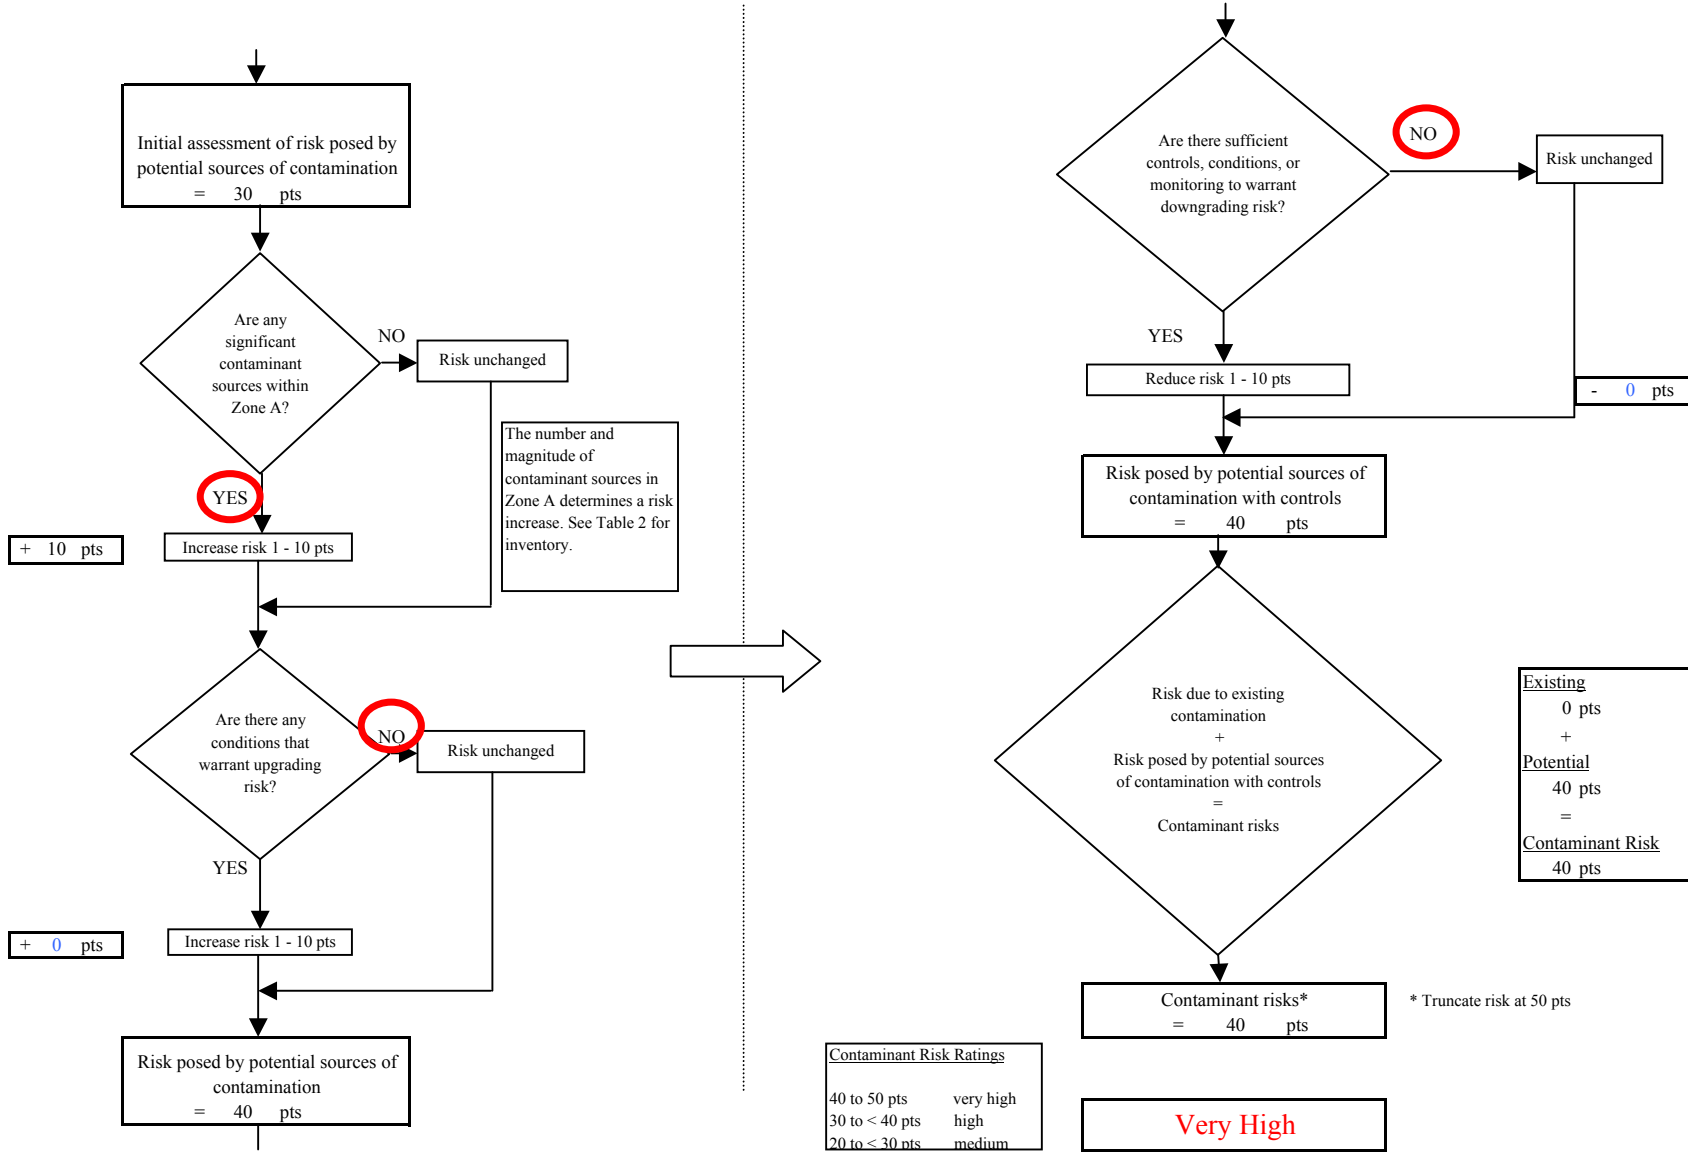 Initial assessment of risk posed by
potential sources of contamination
= 30 pts
Are any
significant
contaminant
sources within
Zone A?
NO
Risk unchanged
The number and
magnitude of
contaminant sources in
Zone A determines a risk
increase. See Table 2 for
inventory.
YES
+ 10 pts
Increase risk 1 - 10 pts
Are there any
conditions that
warrant upgrading
risk?
NO
Risk unchanged
YES
+ 0 pts
Increase risk 1 - 10 pts
Risk posed by potential sources of
contamination
= 40 pts
Are there sufficient
controls, conditions, or
monitoring to warrant
downgrading risk?
NO
Risk unchanged
YES
Reduce risk 1 - 10 pts
- 0 pts
Risk posed by potential sources of
contamination with controls
= 40 pts
Risk due to existing
contamination
+
Risk posed by potential sources
of contamination with controls
=
Contaminant risks
Existing
0 pts
+
Potential
40 pts
=
Contaminant Risk
40 pts
Contaminant risks*
= 40 pts
* Truncate risk at 50 pts
Contaminant Risk Ratings
40 to 50 pts very high
30 to < 40 pts high
20 to < 30 pts medium
Very High